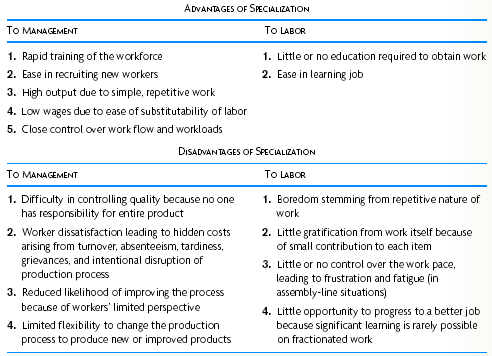 Advantages of Specialization
To Management
To Labor
1. Rapid training of the workforce
2. Ease in recruiting new workers
3. High output due to simple, repetitive work
4. Low wages due to ease of substitutability of labor
5. Close control over work flow and workloads
1. Little or no education required to obtain work
2. Ease in learning job
Disadvantages of Specialization
To Management
To Labor
1. Difficulty in controlling quality because no one
has responsibility for entire product
2. Worker dissatisfaction leading to hidden costs
arising from turnover, absenteeism, tardiness,
grievances, and intentional disruption of
production process
3. Reduced likelihood of improving the process
because of workers' limited perspective
4. Limited flexibility to change the production
process to produce new or improved products
1. Boredom stemming from repetitive nature of
work
2. Little gratification from work itself because
of small contribution to each item
3. Little or no control over the work pace,
leading to frustration and fatigue (in
assembly-line situations)
4. Little opportunity to progress to a better job
because significant learning is rarely possible
on fractionated work